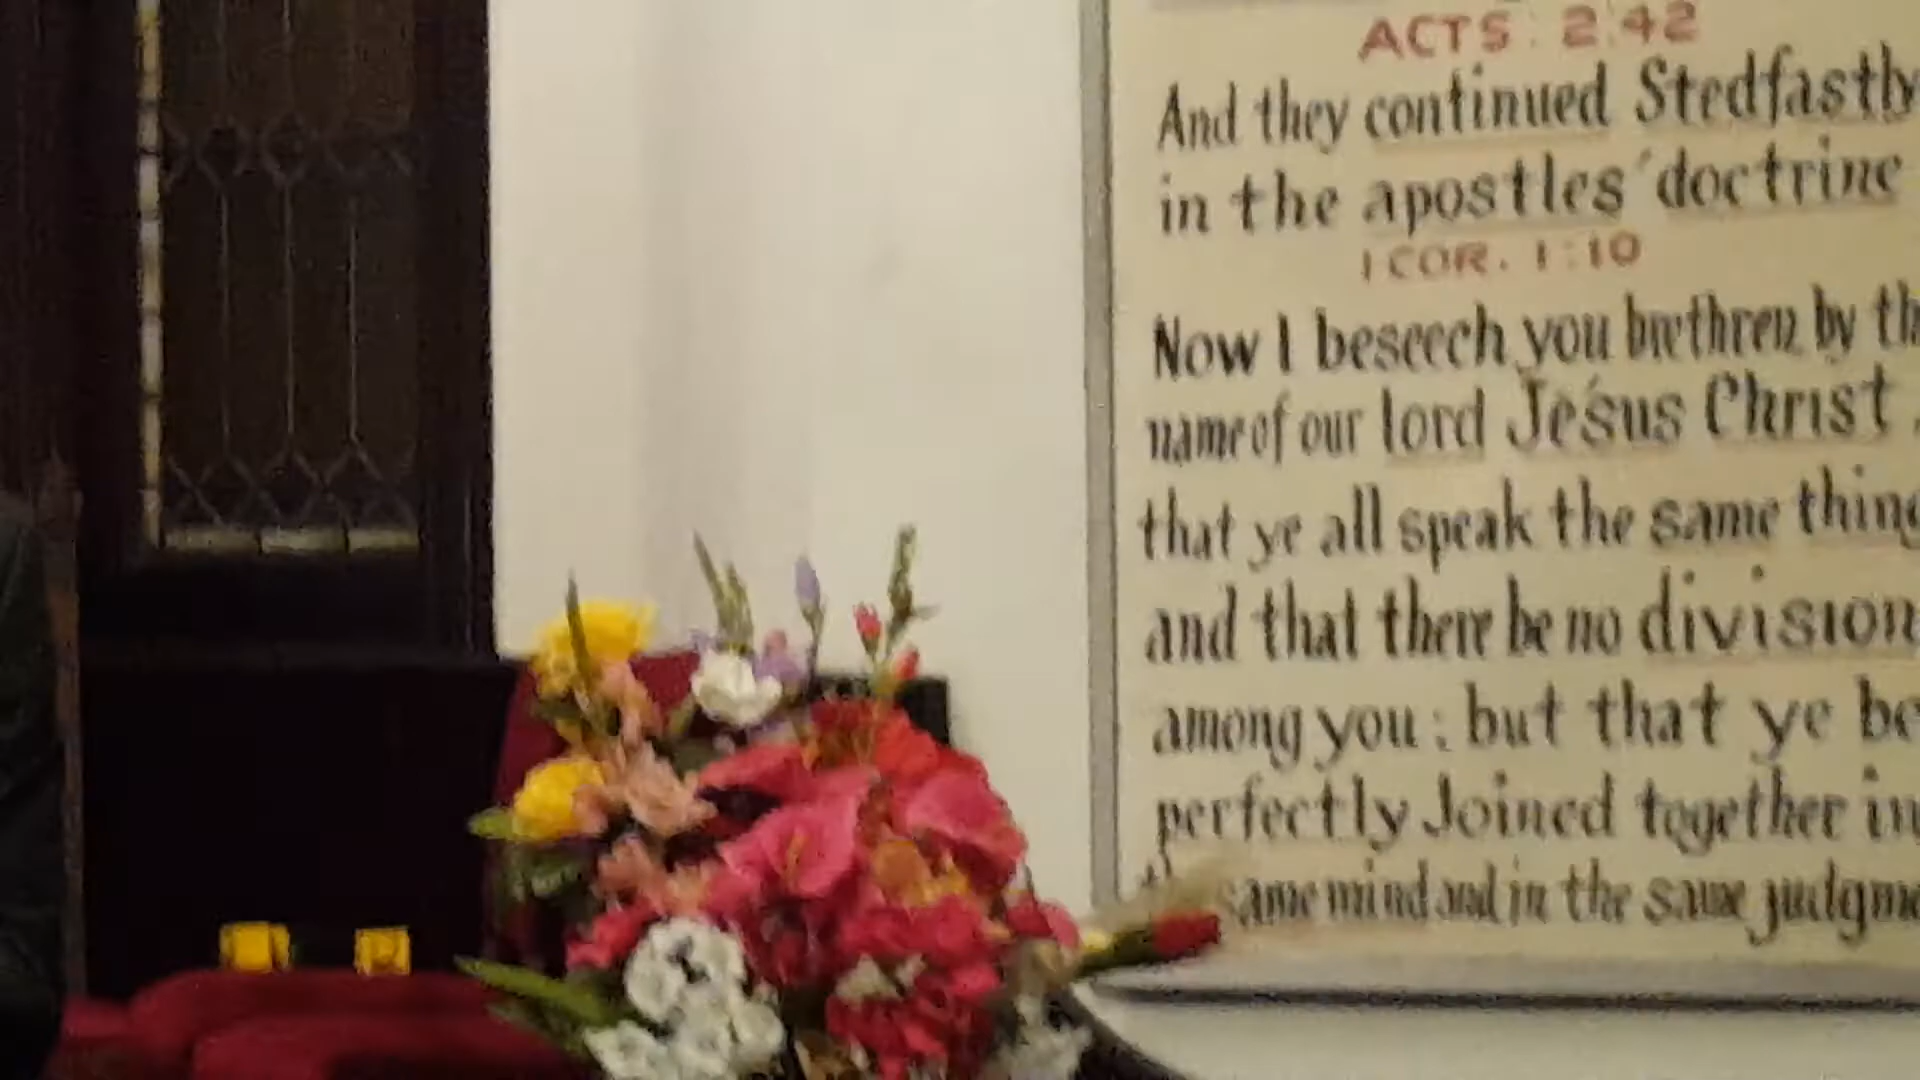 ACTS : 2:42
And they continued Stedfastly
in the apostles' doctrine
1 COR. 1:10
Now I beseech you brethren by th
name of our lord Jesus Christ
that ye all speak the same thing
and that there be no division
among you : but that ye be
perfectly Joined together in
same mind and in the same judgme